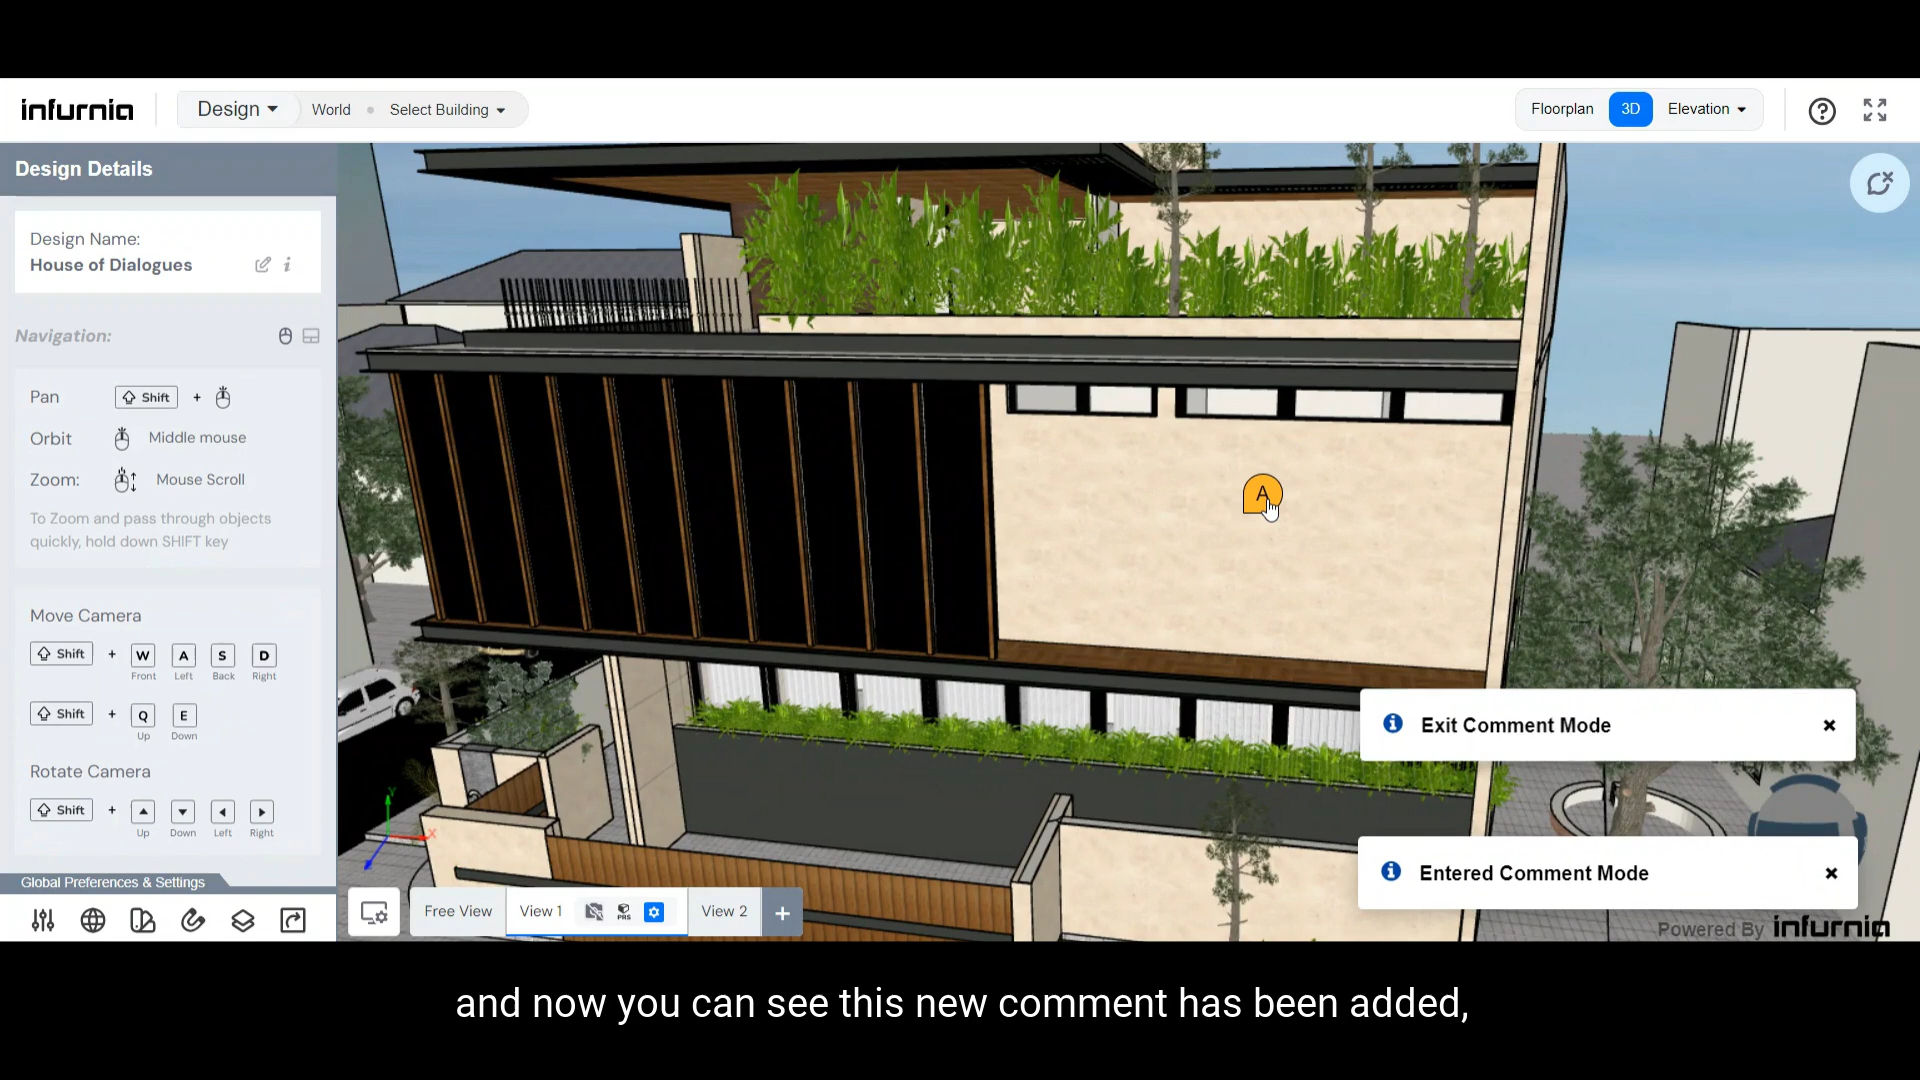 infurnia
Design
World
Select Building
Floorplan
3D
Elevation
Design Details
Design Name:
House of Dialogues
Navigation:
Pan
Shift
+
Orbit
Middle mouse
Zoom:
Mouse Scroll
To Zoom and pass through objects
quickly, hold down SHIFT key
Move Camera
Shift + W A S D
Front Left Back Right
Shift + Q E
Up Down
Rotate Camera
Shift +
Up Down Left Right
Global Preferences & Settings
A
Exit Comment Mode
Entered Comment Mode
Free View
View 1
PRS
View 2
+
Y
X
Powered By infurnia
and now you can see this new comment has been added,